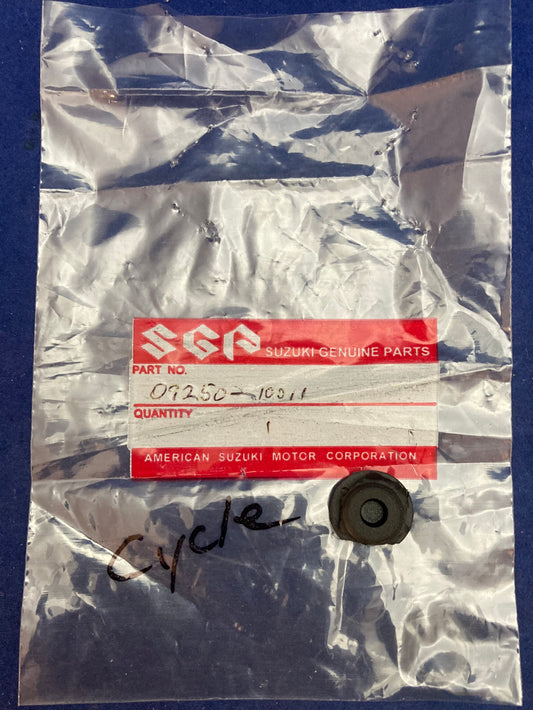 SGP SUZUKI GENUINE PARTS
PART NO.
09250-10011
QUANTITY
1
AMERICAN SUZUKI MOTOR CORPORATION
Cycle